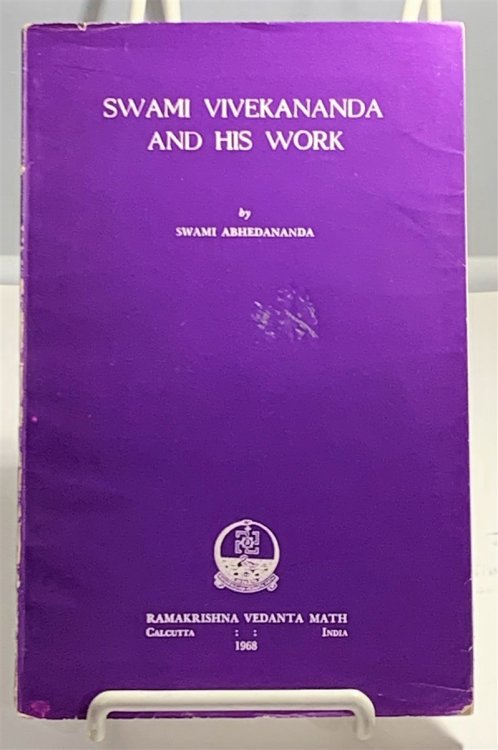 SWAMI VIVEKANANDA
AND HIS WORK
by
SWAMI ABHEDANANDA
RAMAKRISHNA VEDANTA MATH
CALCUTTA : : INDIA
1968